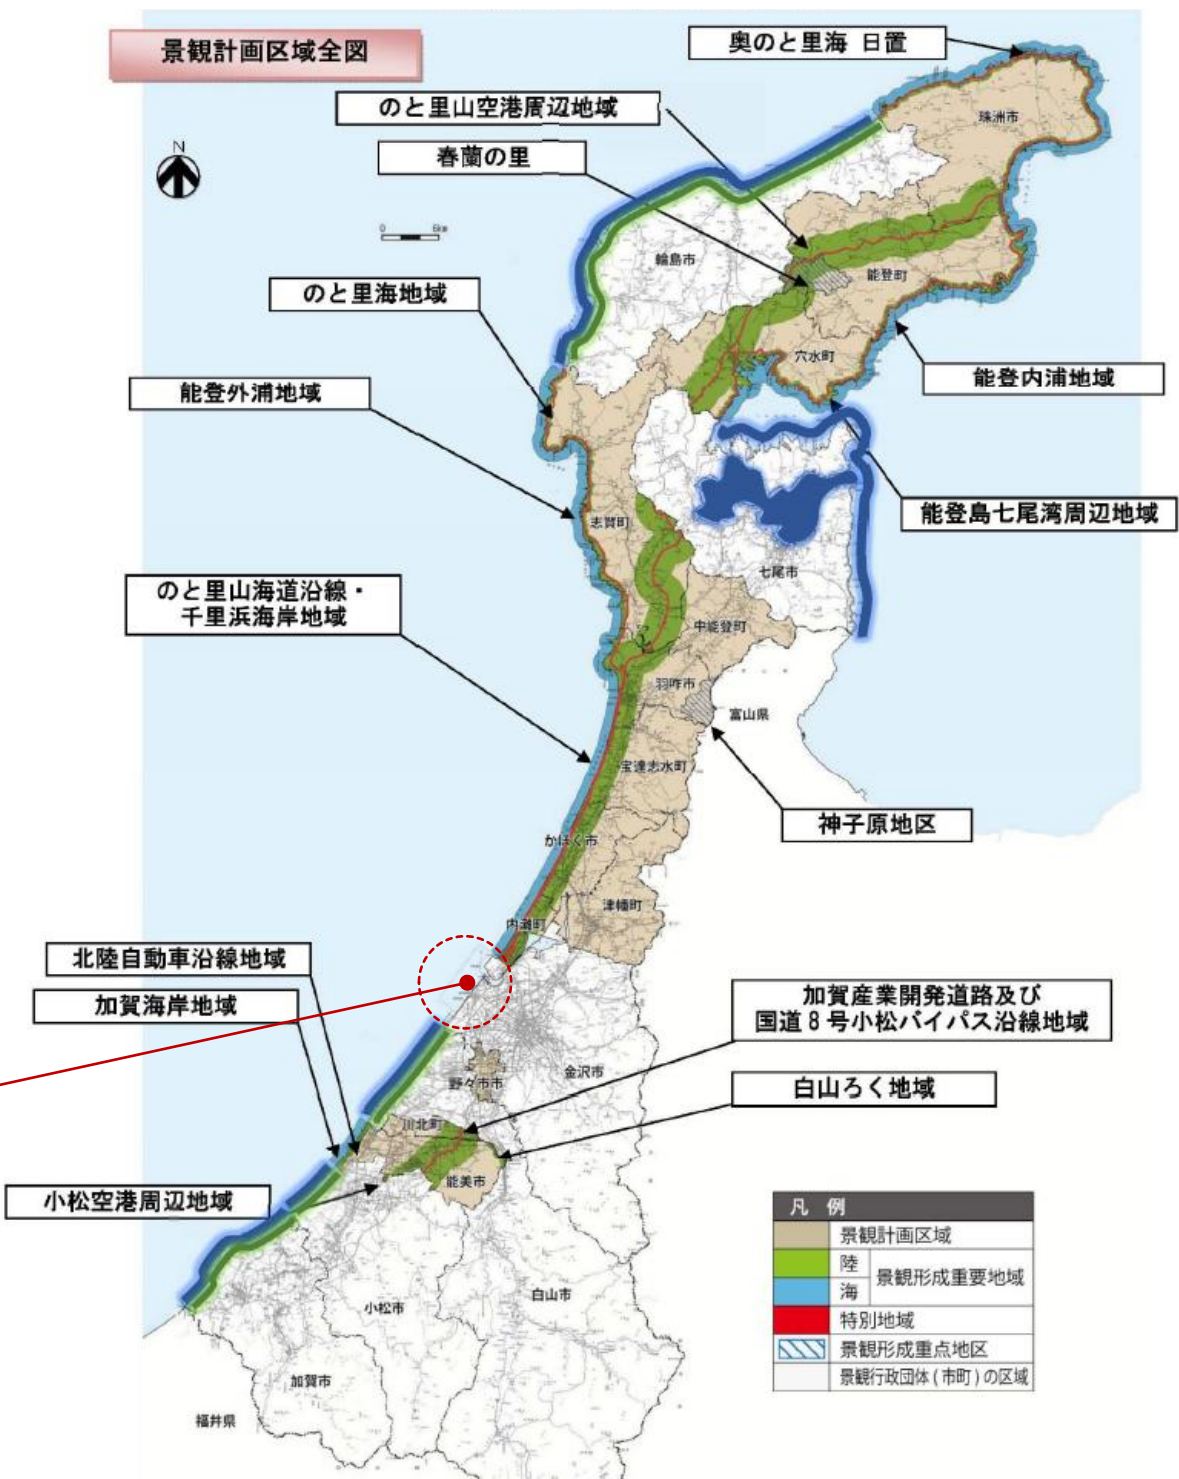 景観計画区域全図
奥のと里海 日置
のと里山空港周辺地域
春蘭の里
N
0 6km
珠洲市
輪島市
能登町
のと里海地域
穴水町
能登内浦地域
能登外浦地域
能登島七尾湾周辺地域
志賀町
七尾市
のと里山海道沿線・
千里浜海岸地域
中能登町
羽咋市
富山県
宝達志水町
神子原地区
かほく市
津幡町
内灘町
北陸自動車沿線地域
加賀海岸地域
加賀産業開発道路及び
国道8号小松バイパス沿線地域
金沢市
野々市市
白山ろく地域
川北町
能美市
小松空港周辺地域
小松市
白山市
加賀市
福井県
凡 例
景観計画区域
陸
海
景観形成重要地域
特別地域
景観形成重点地区
景観行政団体(市町)の区域